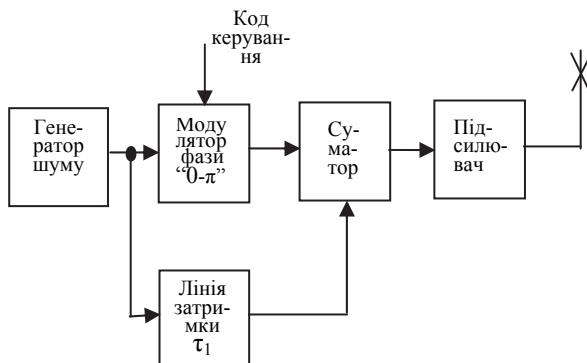 Код
керуван-
ня
Гене-
ратор
шуму
Моду
лятор
фази
“0-π”
Су-
ма-
тор
Під-
силю-
вач
Лінія
затри-
мки
τ₁